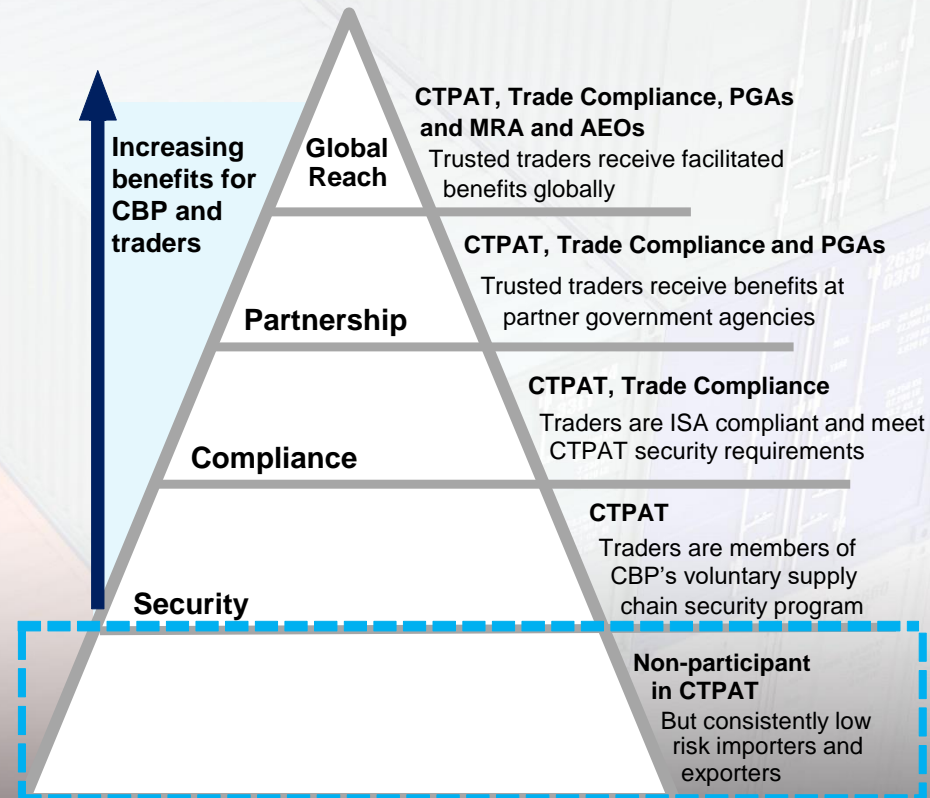 Increasing
benefits for
CBP and
traders
Global
Reach
CTPAT, Trade Compliance, PGAs
and MRA and AEOs
Trusted traders receive facilitated
benefits globally
Partnership
CTPAT, Trade Compliance and PGAs
Trusted traders receive benefits at
partner government agencies
Compliance
CTPAT, Trade Compliance
Traders are ISA compliant and meet
CTPAT security requirements
Security
CTPAT
Traders are members of
CBP’s voluntary supply
chain security program
Non-participant
in CTPAT
But consistently low
risk importers and
exporters